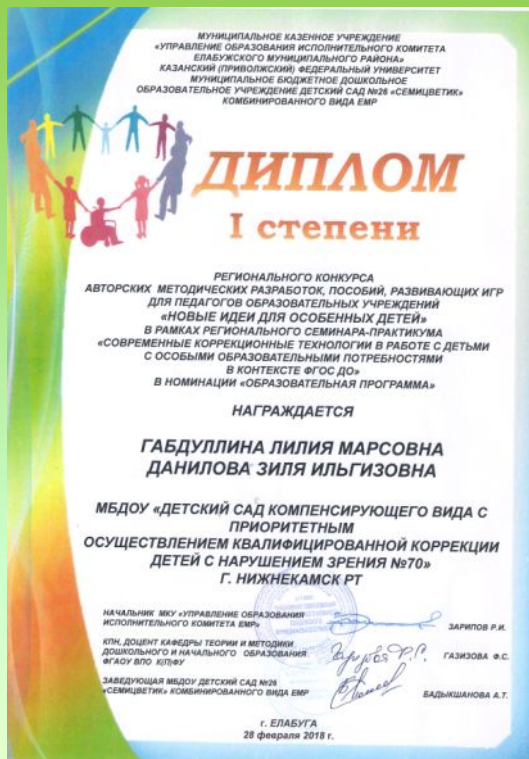 МУНИЦИПАЛЬНОЕ КАЗЕННОЕ УЧРЕЖДЕНИЕ
«УПРАВЛЕНИЕ ОБРАЗОВАНИЯ ИСПОЛНИТЕЛЬНОГО КОМИТЕТА
ЕЛАБУЖСКОГО МУНИЦИПАЛЬНОГО РАЙОНА»
КАЗАНСКИЙ (ПРИВОЛЖСКИЙ) ФЕДЕРАЛЬНЫЙ УНИВЕРСИТЕТ
МУНИЦИПАЛЬНОЕ БЮДЖЕТНОЕ ДОШКОЛЬНОЕ
ОБРАЗОВАТЕЛЬНОЕ УЧРЕЖДЕНИЕ ДЕТСКИЙ САД №26 «СЕМИЦВЕТИК»
КОМБИНИРОВАННОГО ВИДА ЕМР
ДИПЛОМ
I степени
РЕГИОНАЛЬНОГО КОНКУРСА
АВТОРСКИХ МЕТОДИЧЕСКИХ РАЗРАБОТОК, ПОСОБИЙ, РАЗВИВАЮЩИХ ИГР
ДЛЯ ПЕДАГОГОВ ОБРАЗОВАТЕЛЬНЫХ УЧРЕЖДЕНИЙ
«НОВЫЕ ИДЕИ ДЛЯ ОСОБЕННЫХ ДЕТЕЙ»
В РАМКАХ РЕГИОНАЛЬНОГО СЕМИНАРА-ПРАКТИКУМА
«СОВРЕМЕННЫЕ КОРРЕКЦИОННЫЕ ТЕХНОЛОГИИ В РАБОТЕ С ДЕТЬМИ
С ОСОБЫМИ ОБРАЗОВАТЕЛЬНЫМИ ПОТРЕБНОСТЯМИ
В КОНТЕКСТЕ ФГОС ДО»
В НОМИНАЦИИ «ОБРАЗОВАТЕЛЬНАЯ ПРОГРАММА»
НАГРАЖДАЕТСЯ
ГАБДУЛЛИНА ЛИЛИЯ МАРСОВНА
ДАНИЛОВА ЗИЛЯ ИЛЬГИЗОВНА
МБДОУ «ДЕТСКИЙ САД КОМПЕНСИРУЮЩЕГО ВИДА С
ПРИОРИТЕТНЫМ
ОСУЩЕСТВЛЕНИЕМ КВАЛИФИЦИРОВАННОЙ КОРРЕКЦИИ
ДЕТЕЙ С НАРУШЕНИЕМ ЗРЕНИЯ №70»
Г. НИЖНЕКАМСК РТ
НАЧАЛЬНИК МКУ «УПРАВЛЕНИЕ ОБРАЗОВАНИЯ
ИСПОЛНИТЕЛЬНОГО КОМИТЕТА ЕМР»
ЗАРИПОВ Р.И.
КПН, ДОЦЕНТ КАФЕДРЫ ТЕОРИИ И МЕТОДИКИ
ДОШКОЛЬНОГО И НАЧАЛЬНОГО ОБРАЗОВАНИЯ
ФГАОУ ВПО К(П)ФУ
ГАЗИЗОВА Ф.С.
ЗАВЕДУЮЩАЯ МБДОУ ДЕТСКИЙ САД №26
«СЕМИЦВЕТИК» КОМБИНИРОВАННОГО ВИДА ЕМР
БАДЫКШАНОВА А.Т.
г. ЕЛАБУГА
28 февраля 2018 г.